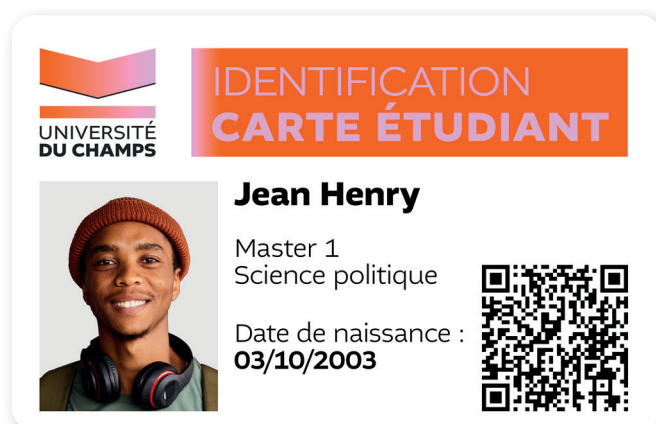 UNIVERSITÉ
DU CHAMPS
IDENTIFICATION
CARTE ÉTUDIANT
Jean Henry
Master 1
Science politique
Date de naissance :
03/10/2003